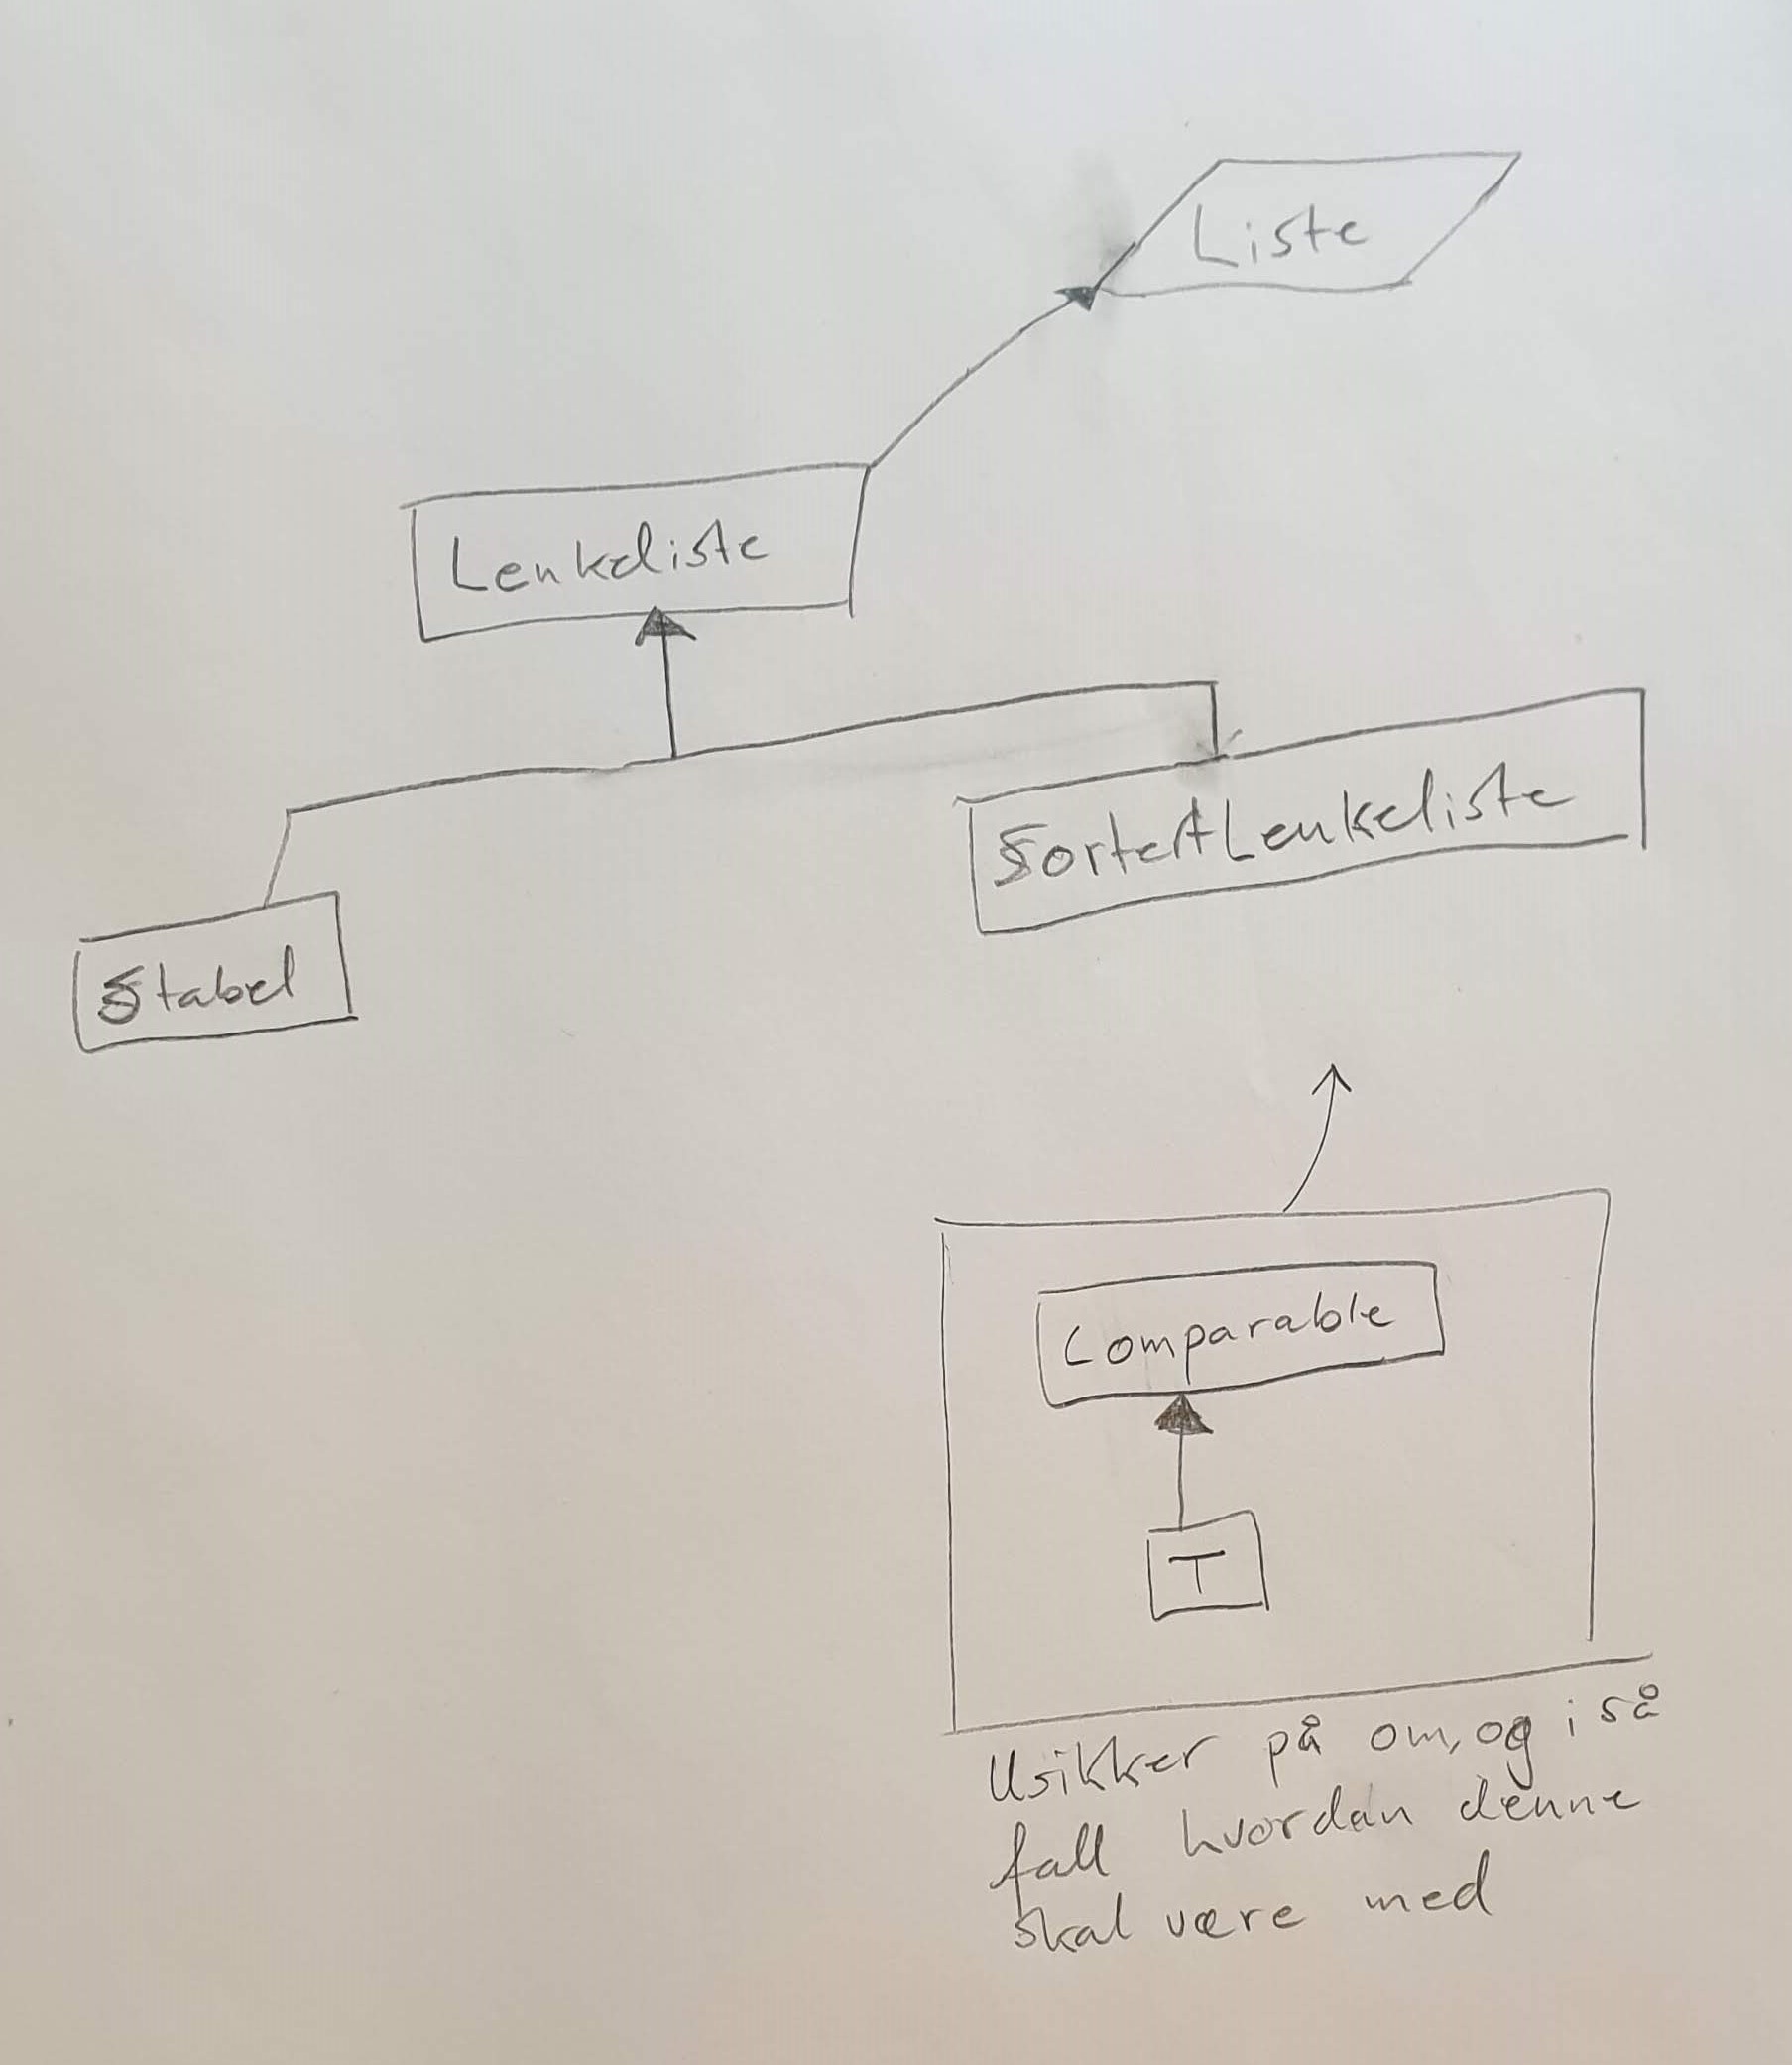 Liste
Lenkeliste
SortertLenkeliste
Stabel
Comparable
T
Usikker på om, og i så
fall hvordan denne
skal være med